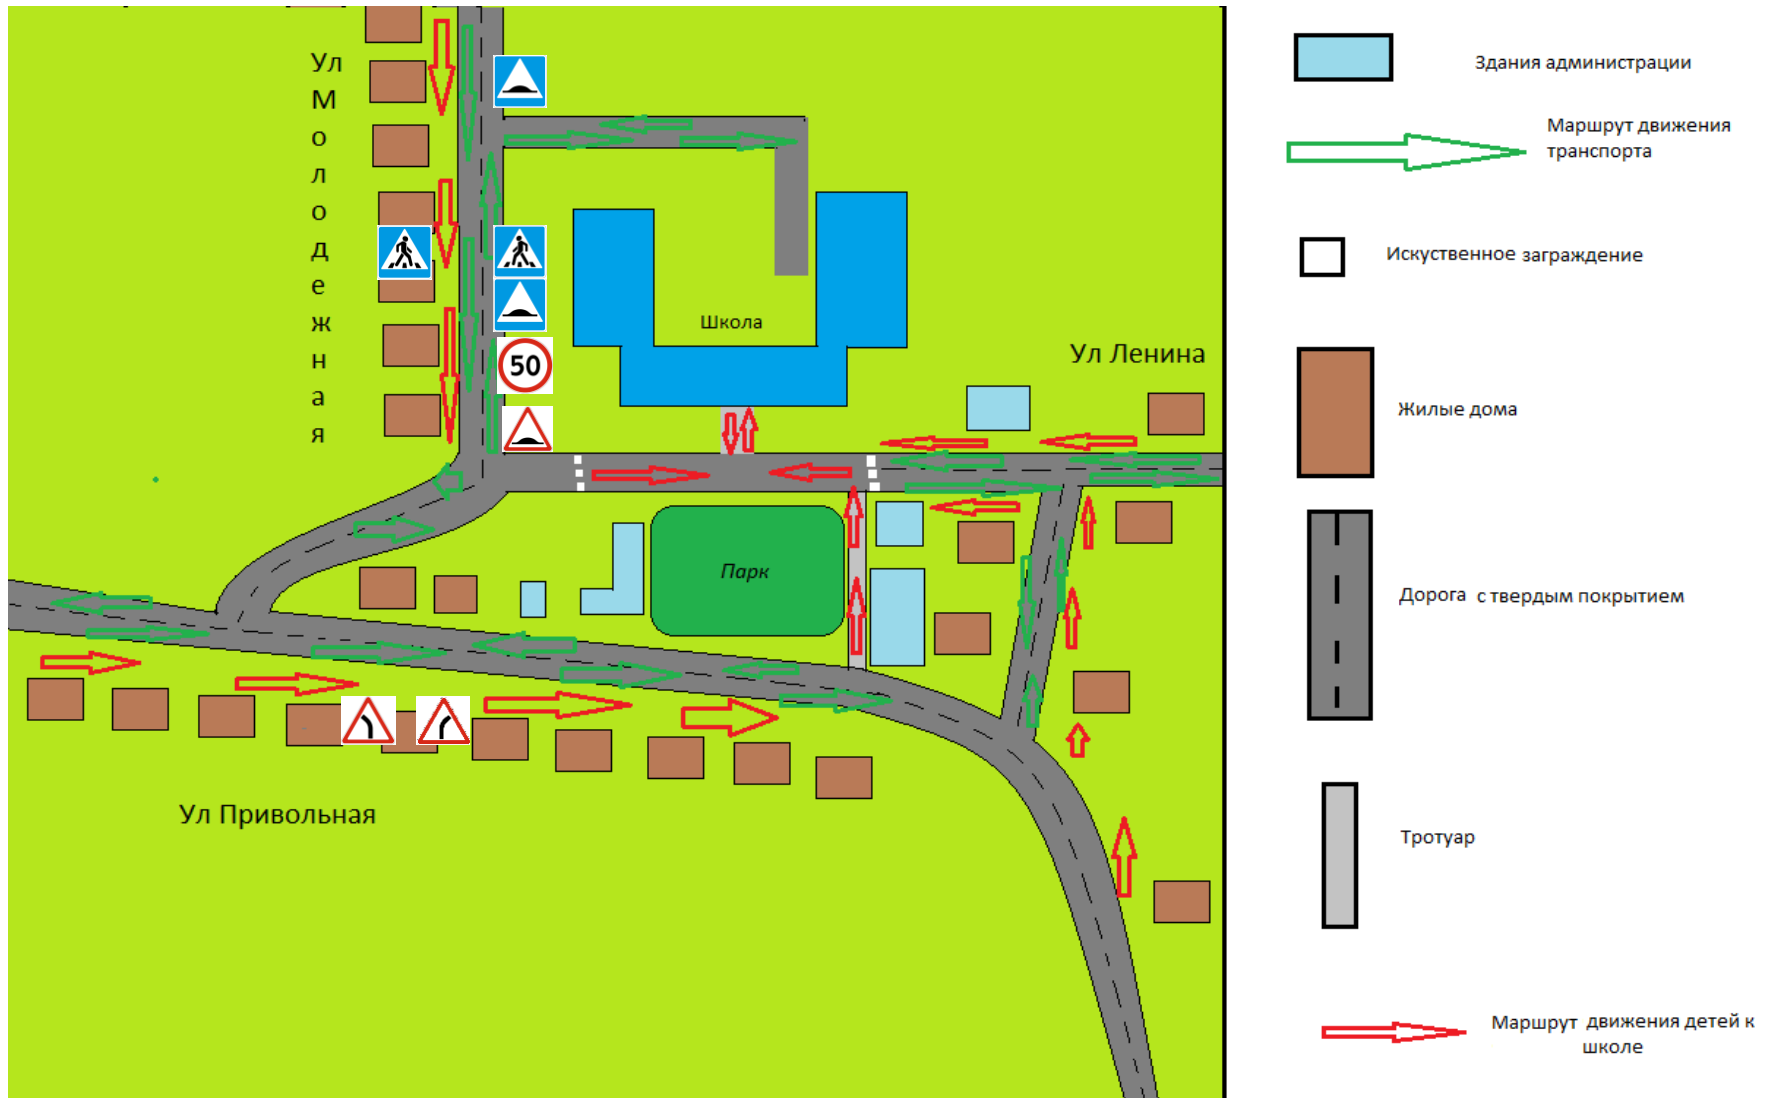 Ул
М
о
л
о
д
е
ж
н
а
я
50
Школа
Ул Ленина
Парк
Ул Привольная
Здания администрации
Маршрут движения
транспорта
Искуственное заграждение
Жилые дома
Дорога с твердым покрытием
Тротуар
Маршрут движения детей к
школе